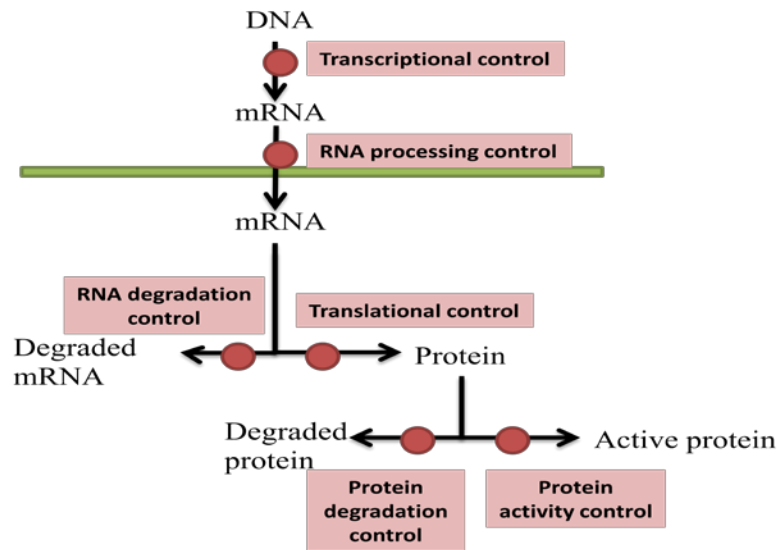 DNA
Transcriptional control
mRNA
RNA processing control
mRNA
RNA degradation
control
Translational control
Degraded
mRNA
Protein
Degraded
protein
Active protein
Protein
degradation
control
Protein
activity control